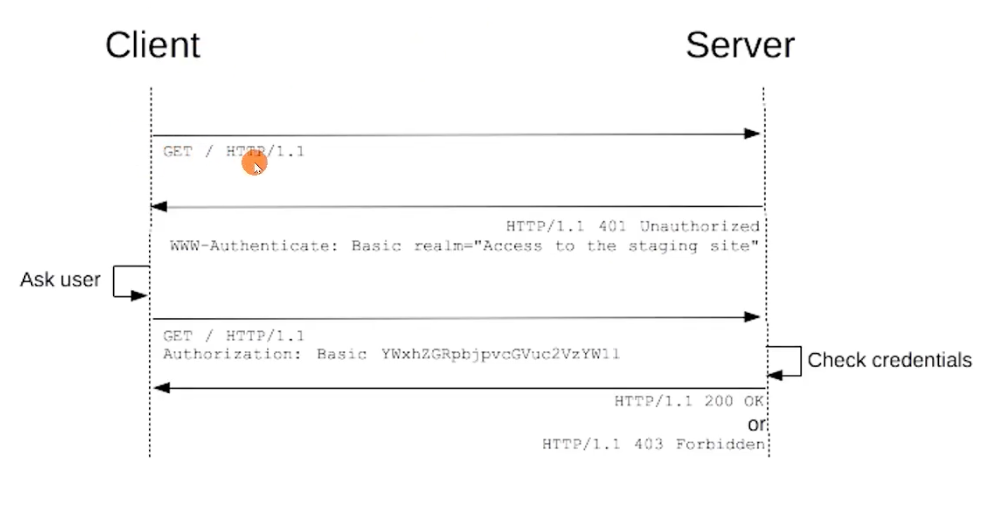 Client
Server
GET / HTTP/1.1
HTTP/1.1 401 Unauthorized
WWW-Authenticate: Basic realm="Access to the staging site"
Ask user
GET / HTTP/1.1
Authorization: Basic YWxhZGRpbjpvcGVuc2VzYW1l
Check credentials
HTTP/1.1 200 OK
or
HTTP/1.1 403 Forbidden